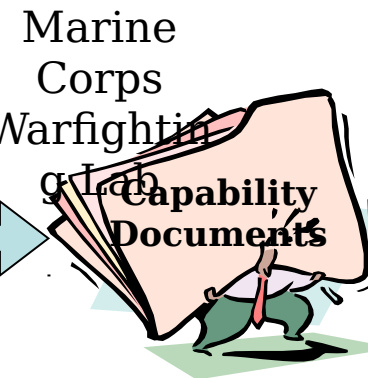 Marine
Corps
Warfightin
g Lab
Capability
Documents